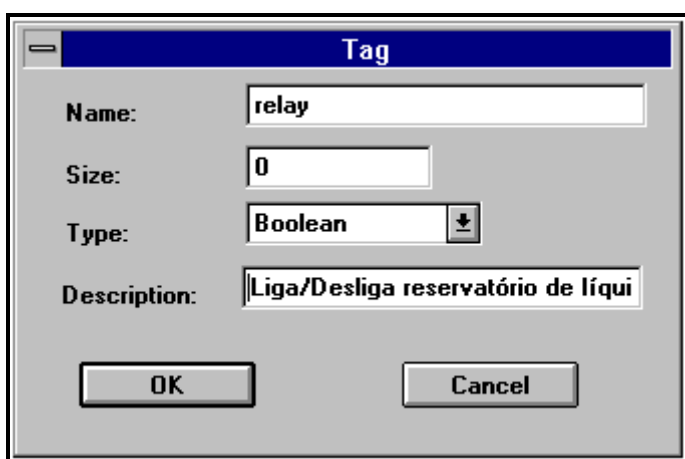 Tag
Name: relay
Size: 0
Type: Boolean
Description: Liga/Desliga reservatório de líqui
OK Cancel